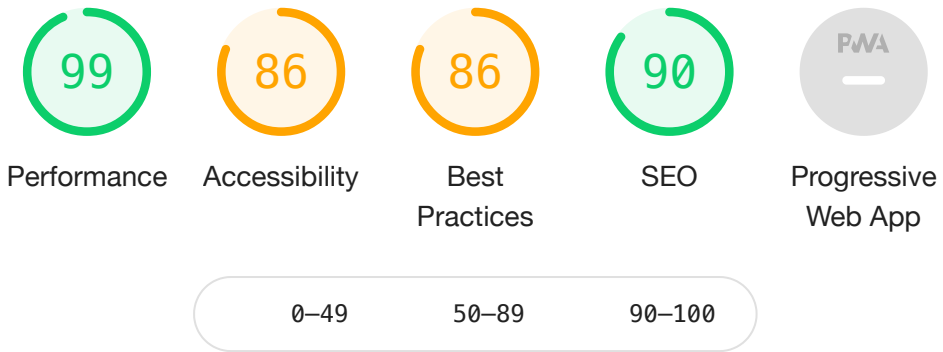 99
86
86
90
PWA
Performance
Accessibility
Best
Practices
SEO
Progressive
Web App
0–49
50–89
90–100